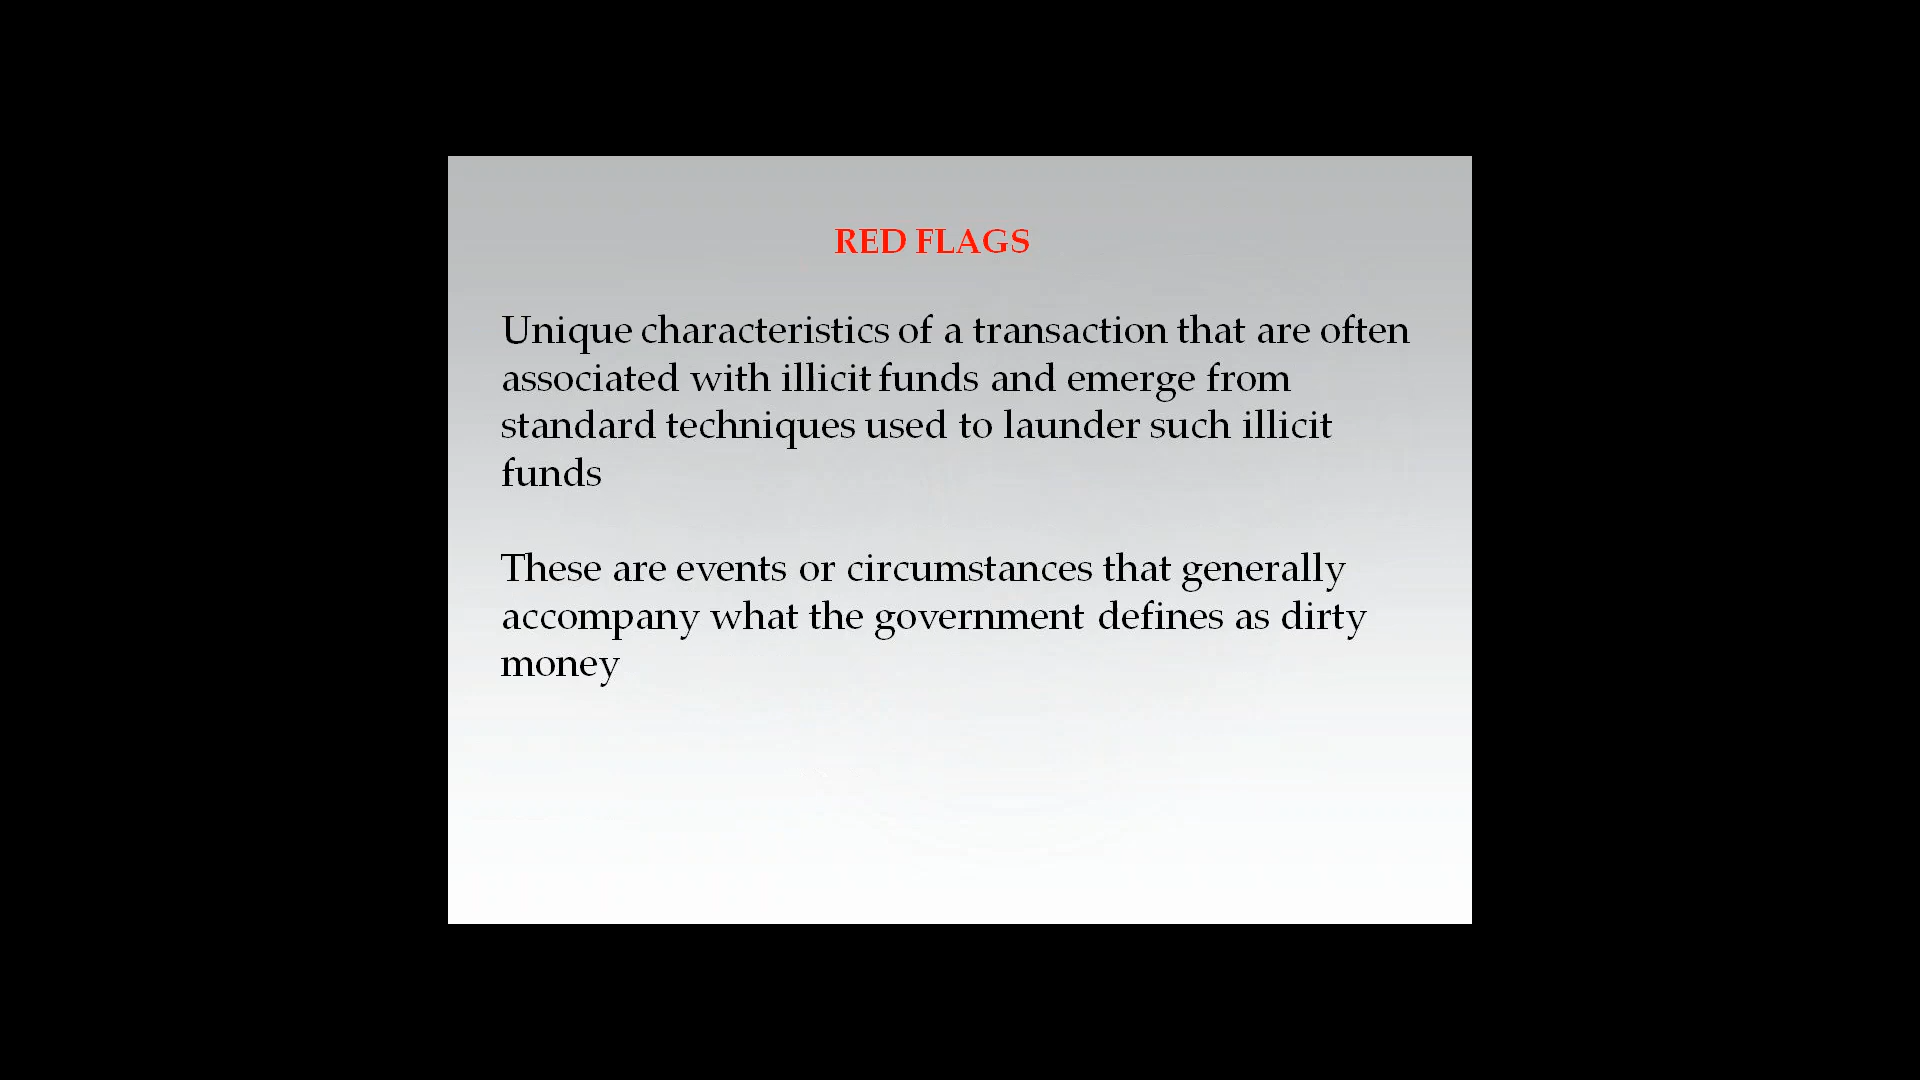 RED FLAGS
Unique characteristics of a transaction that are often
associated with illicit funds and emerge from
standard techniques used to launder such illicit
funds
These are events or circumstances that generally
accompany what the government defines as dirty
money